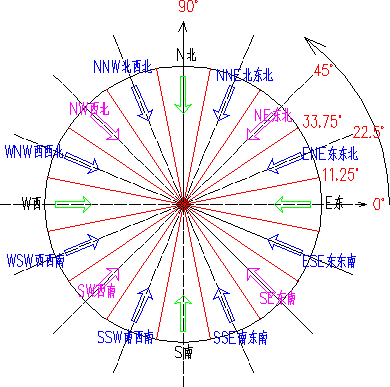 90°
N北
NNW北西北
NNE北东北
45°
NW西北
NE东北
33.75°
22.5°
WNW西西北
ENE东东北
11.25°
W西
E东
0°
WSW西西南
ESE东东南
SW西南
SE东南
SSW南西南
SSE南东南
S南